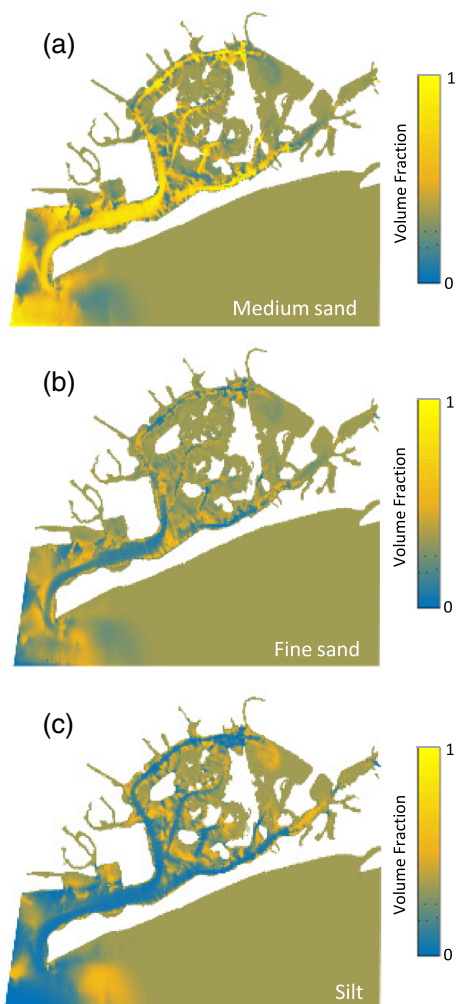 (a)
1
Volume Fraction
0
Medium sand
(b)
1
Volume Fraction
0
Fine sand
(c)
1
Volume Fraction
0
Silt